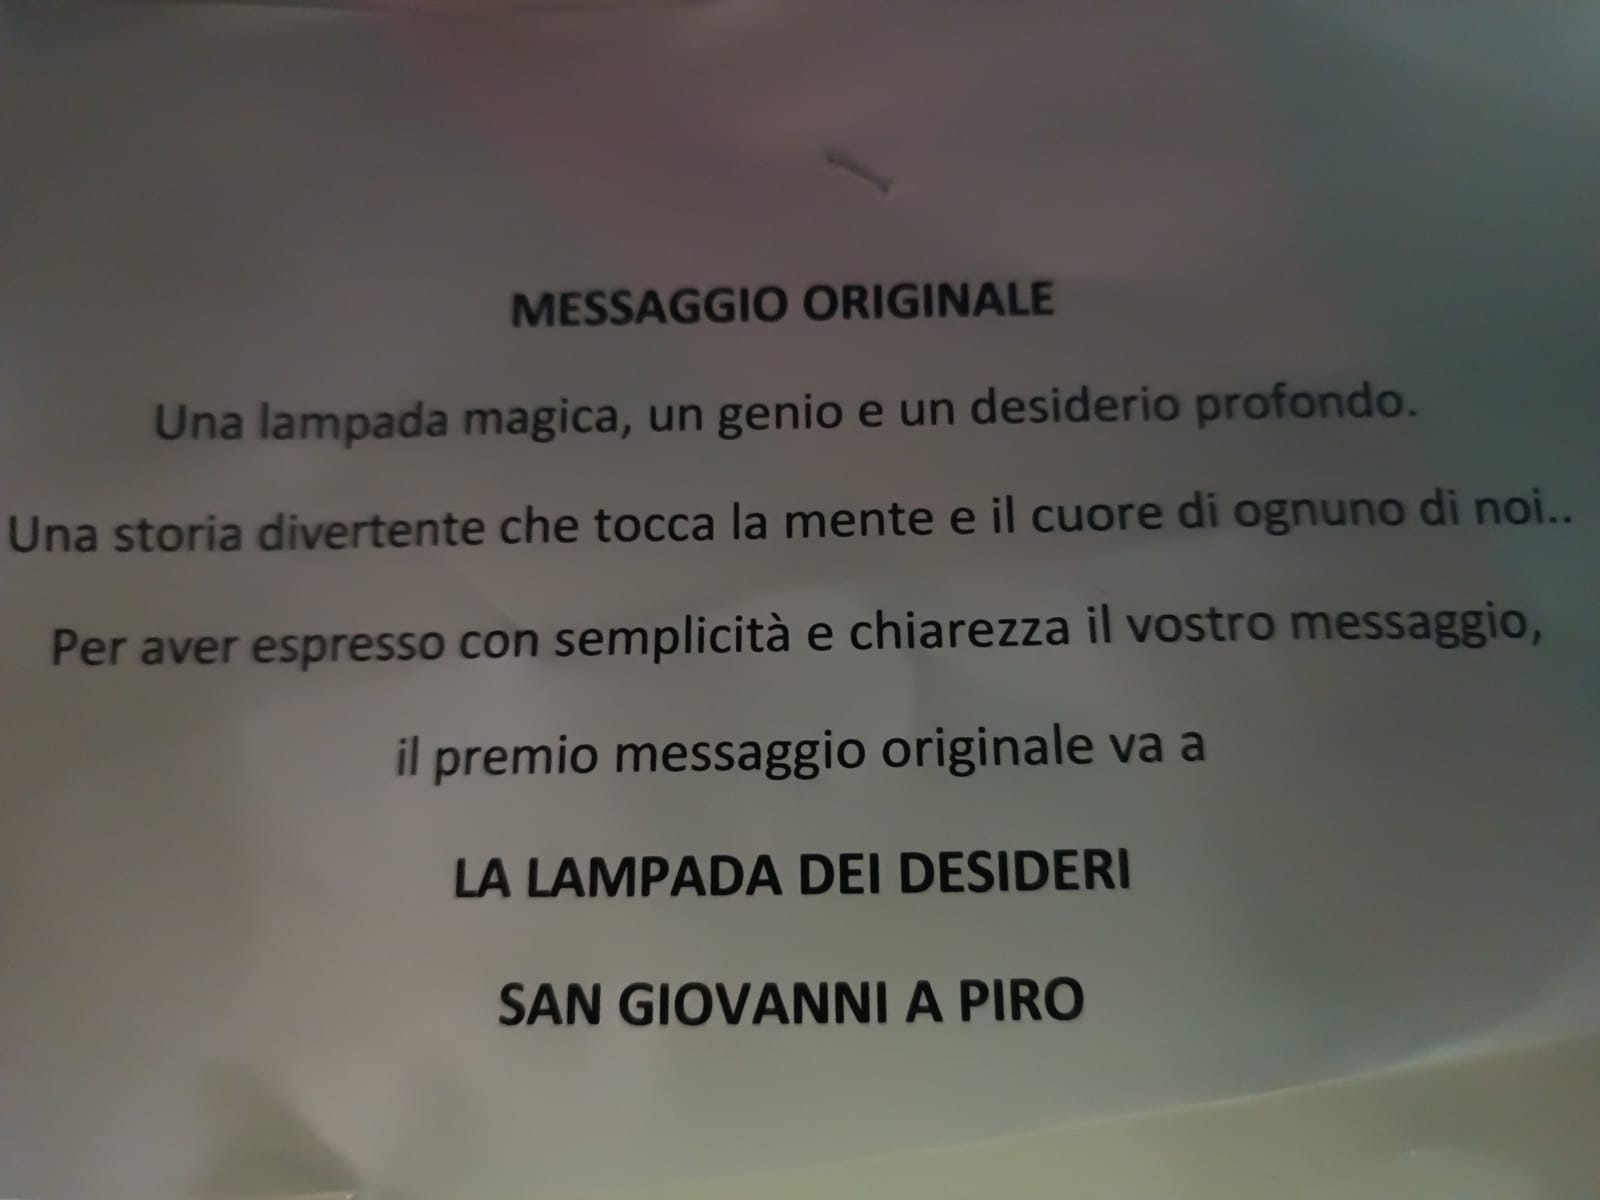 MESSAGGIO ORIGINALE
Una lampada magica, un genio e un desiderio profondo.
Una storia divertente che tocca la mente e il cuore di ognuno di noi..
Per aver espresso con semplicità e chiarezza il vostro messaggio,
il premio messaggio originale va a
LA LAMPADA DEI DESIDERI
SAN GIOVANNI A PIRO